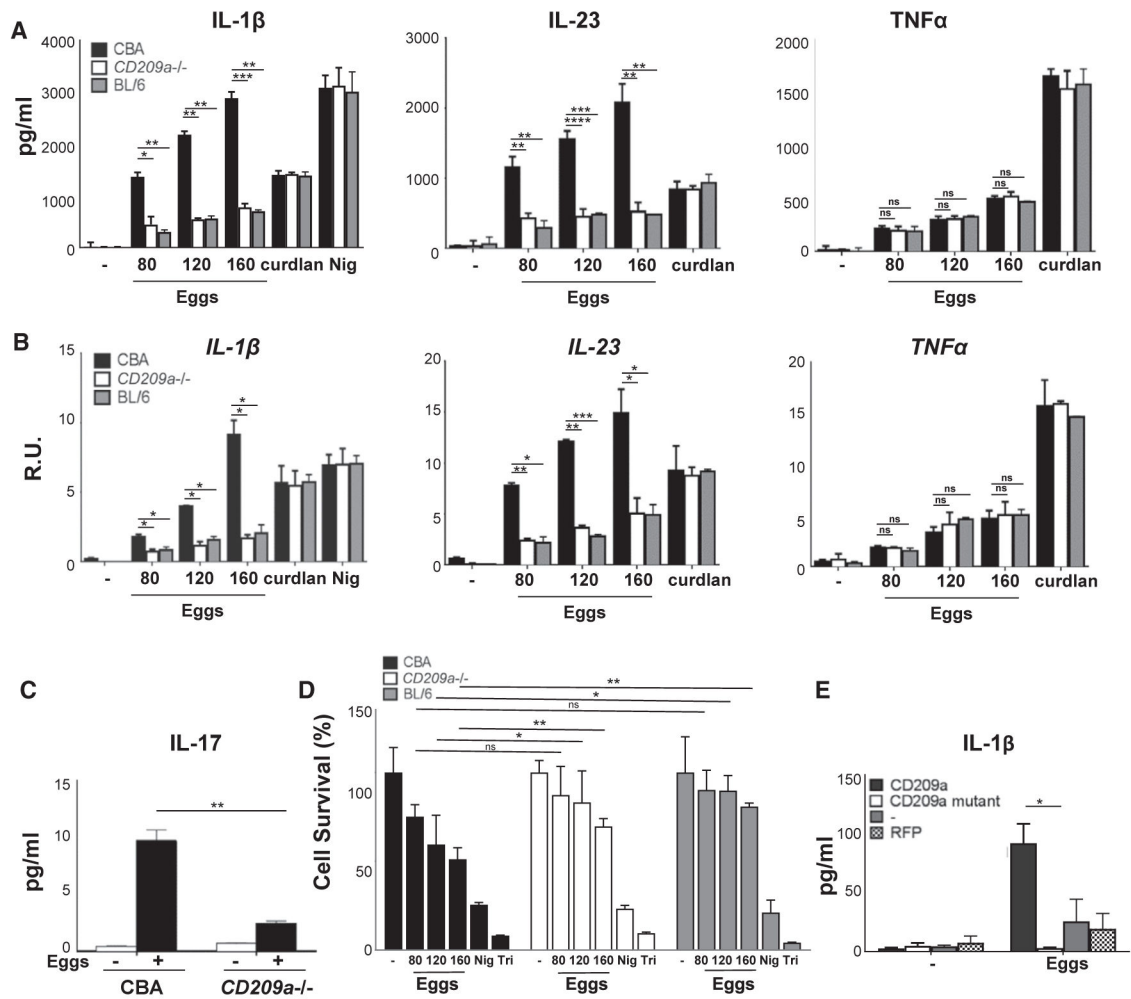 A
IL-1β
IL-23
TNFα
CBA
CD209a-/-
BL/6
pg/ml
4000
3000
2000
1000
0
3000
2000
1000
0
2000
1500
1000
500
0
** * ** ** ** ***
** ** *** **** ** **
ns ns ns ns ns ns
- 80 120 160 curdlan Nig
Eggs
- 80 120 160 curdlan
Eggs
- 80 120 160 curdlan
Eggs
B
IL-1β
IL-23
TNFα
CBA
CD209a-/-
BL/6
R.U.
15
10
5
0
20
15
10
5
0
20
15
10
5
0
* * * * * *
* ** *** ** * *
ns ns ns ns ns ns
- 80 120 160 curdlan Nig
Eggs
- 80 120 160 curdlan
Eggs
- 80 120 160 curdlan
Eggs
C
IL-17
pg/ml
15
10
5
0
**
Eggs - + - +
CBA CD209a-/-
D
CBA
CD209a-/-
BL/6
Cell Survival (%)
150
100
50
0
**
*
ns
**
*
ns
- 80 120 160 Nig Tri - 80 120 160 Nig Tri - 80 120 160 Nig Tri
Eggs Eggs Eggs
E
IL-1β
CD209a
CD209a mutant
-
RFP
pg/ml
150
100
50
0
*
- Eggs